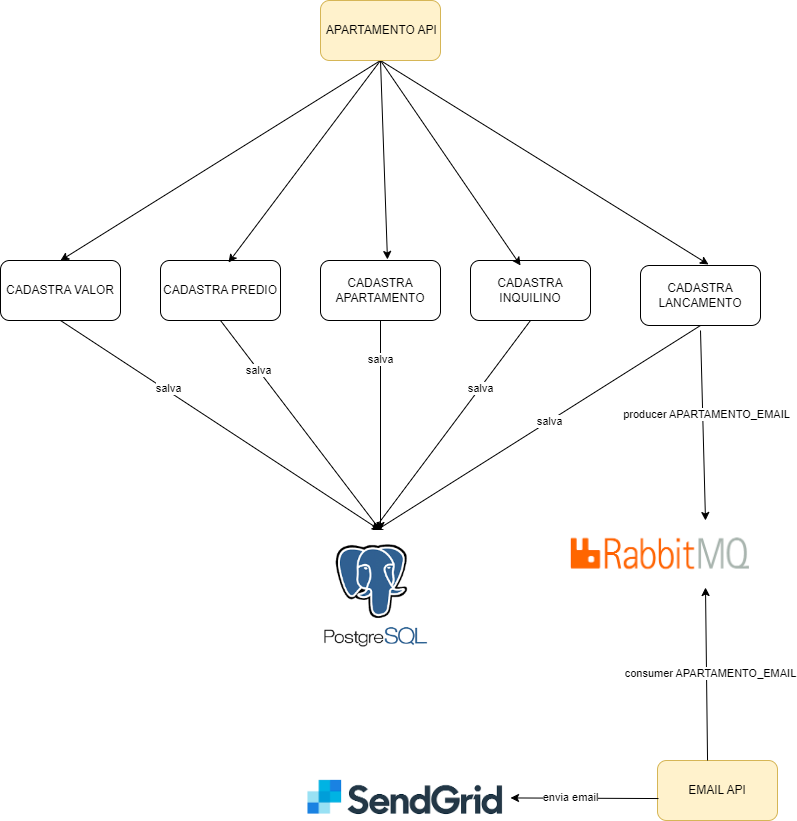 APARTAMENTO API
CADASTRA VALOR
CADASTRA PREDIO
CADASTRA
APARTAMENTO
CADASTRA
INQUILINO
CADASTRA
LANCAMENTO
salva
salva
salva
salva
salva
producer APARTAMENTO_EMAIL
RabbitMQ
PostgreSQL
consumer APARTAMENTO_EMAIL
EMAIL API
envia email
SendGrid